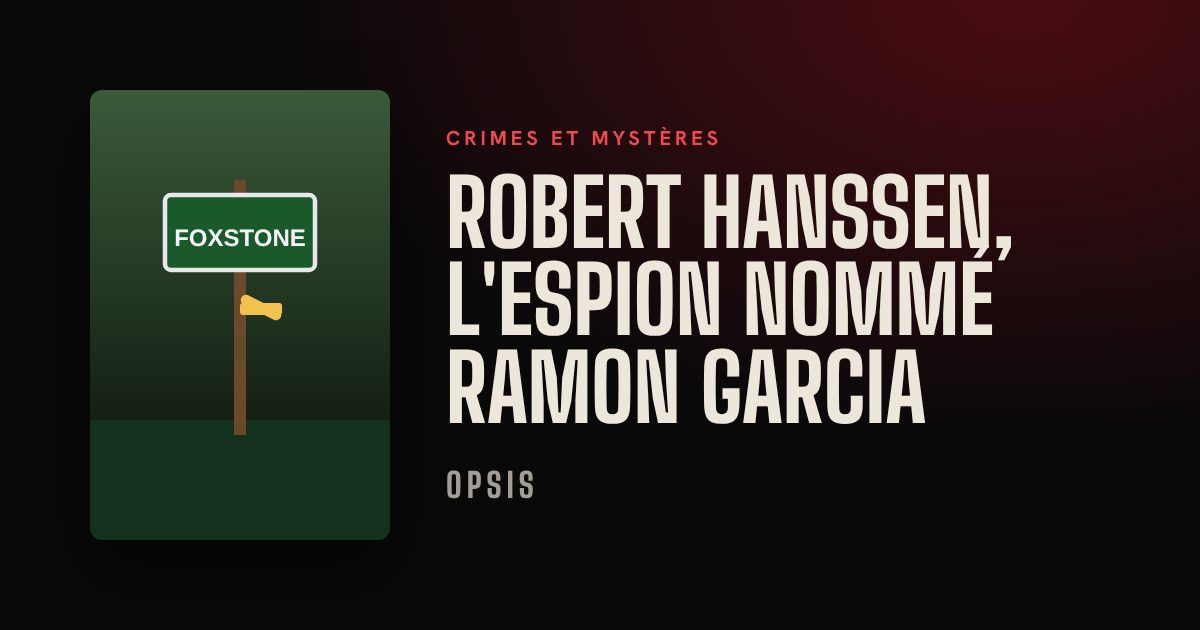 FOXSTONE
CRIMES ET MYSTÈRES
ROBERT HANSSEN,
L'ESPION NOMMÉ
RAMON GARCIA
OPSIS